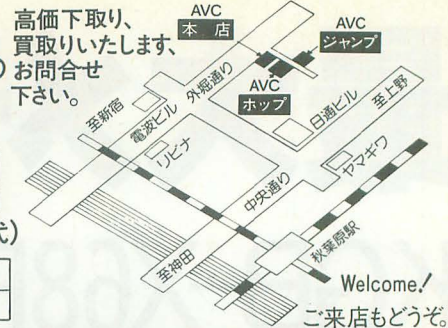 高価下取り、
買取りいたします、
お問合せ
下さい。
AVC
本店
AVC
ジャンプ
AVC
ホップ
外堀通り
至新宿
電波ビル
リビナ
日通ビル
至上野
ヤマギワ
中央通り
至神田
秋葉原駅
Welcome!
ご来店もどうぞ。